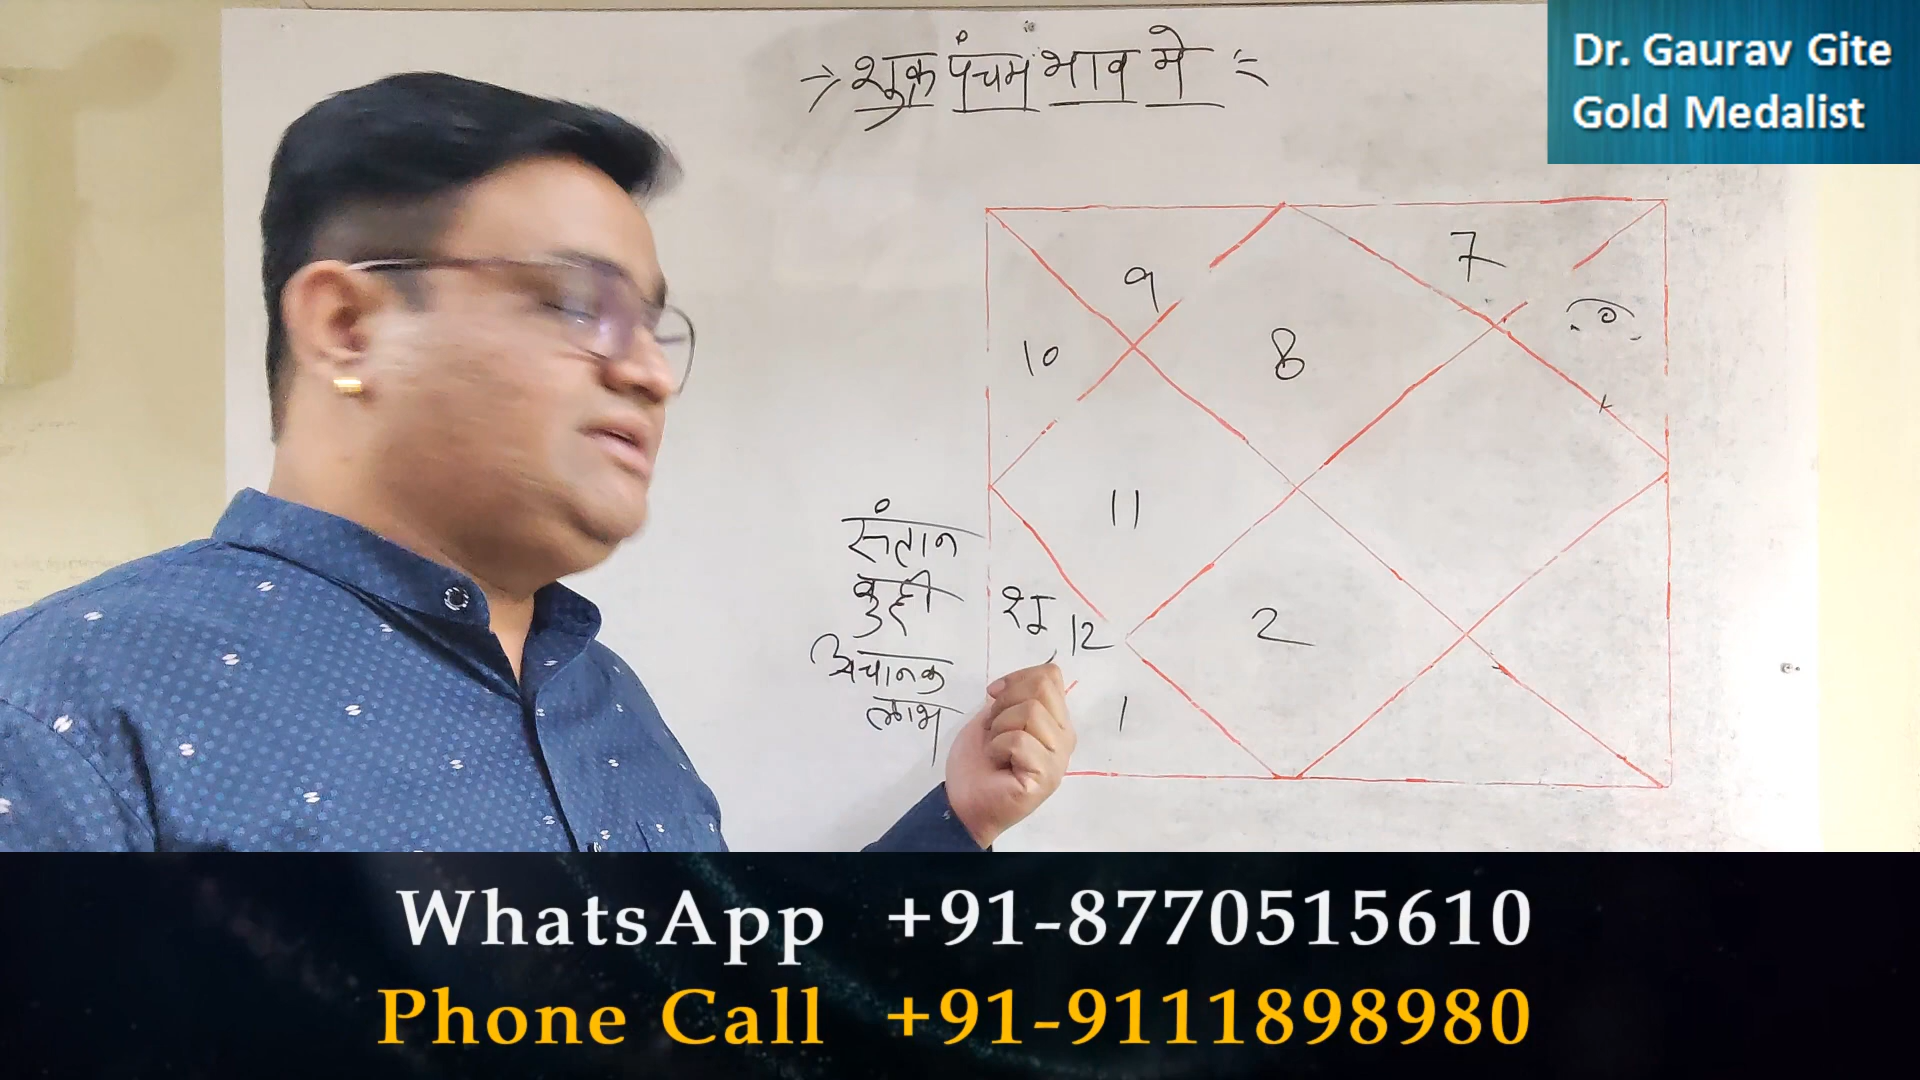 → शुक्र पंचम भाव में :-
Dr. Gaurav Gite
Gold Medalist
9
7
10
8
11
संतान
बुद्धी
शु 12
2
अचानक
लाभ
1
WhatsApp +91-8770515610
Phone Call +91-9111898980